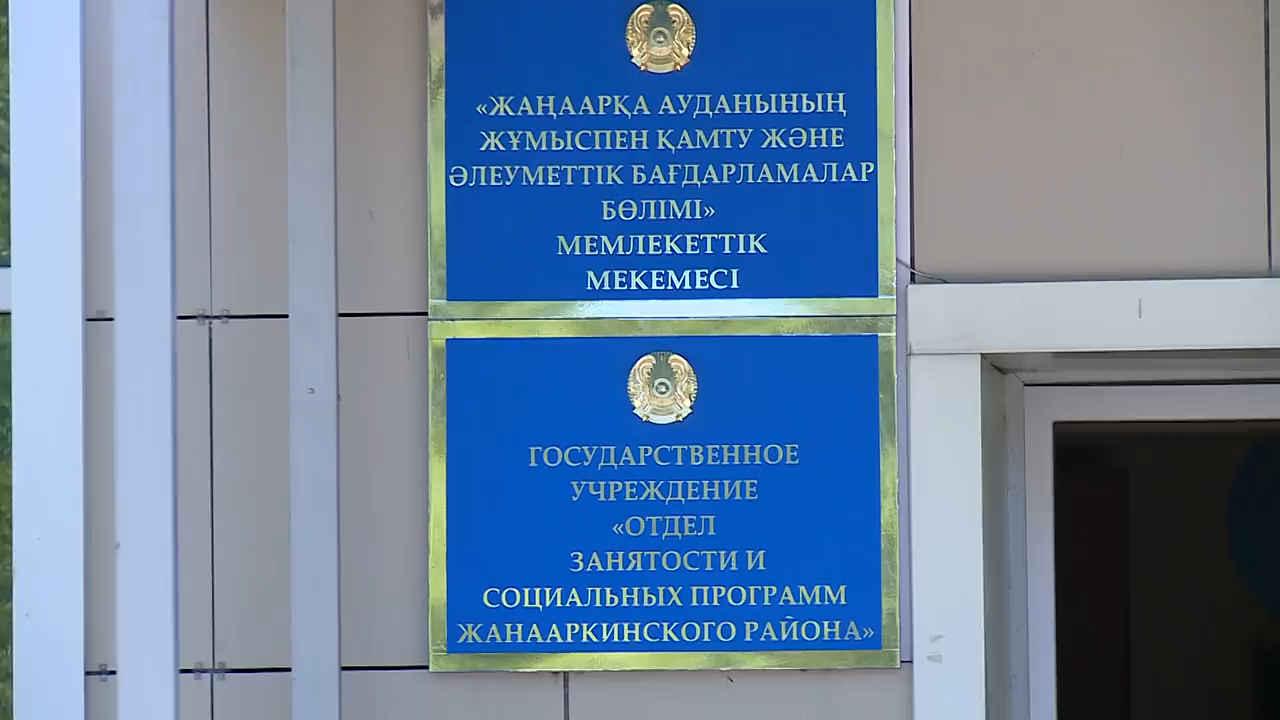 «ЖАҢААРҚА АУДАНЫНЫҢ
ЖҰМЫСПЕН ҚАМТУ ЖӘНЕ
ӘЛЕУМЕТТІК БАҒДАРЛАМАЛАР
БӨЛІМІ»
МЕМЛЕКЕТТІК
МЕКЕМЕСІ
ГОСУДАРСТВЕННОЕ
УЧРЕЖДЕНИЕ
«ОТДЕЛ
ЗАНЯТОСТИ И
СОЦИАЛЬНЫХ ПРОГРАММ
ЖАНААРКИНСКОГО РАЙОНА»